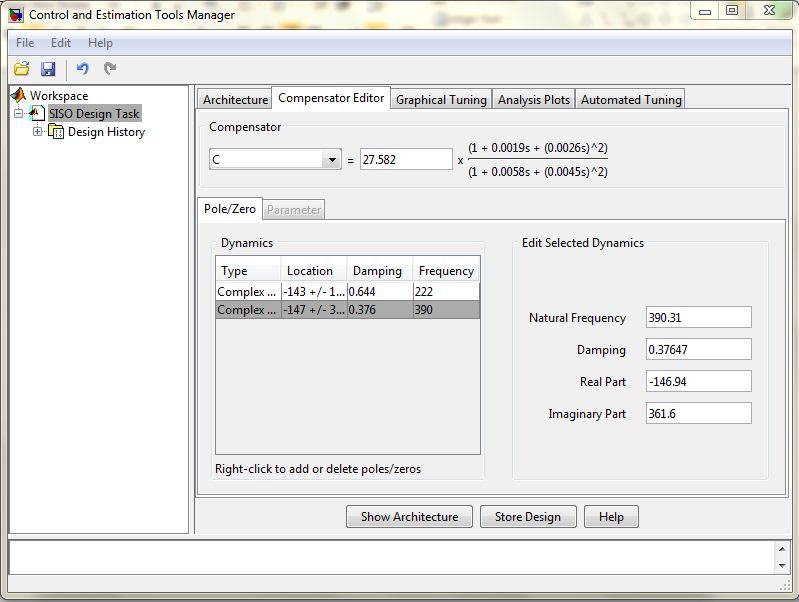 Control and Estimation Tools Manager
File Edit Help
Workspace
SISO Design Task
Design History
Architecture Compensator Editor Graphical Tuning Analysis Plots Automated Tuning
Compensator
C = 27.582 x (1 + 0.0019s + (0.0026s)^2)
(1 + 0.0058s + (0.0045s)^2)
Pole/Zero Parameter
Dynamics
Type Location Damping Frequency
Complex ... -143 +/- 1... 0.644 222
Complex ... -147 +/- 3... 0.376 390
Right-click to add or delete poles/zeros
Edit Selected Dynamics
Natural Frequency 390.31
Damping 0.37647
Real Part -146.94
Imaginary Part 361.6
Show Architecture Store Design Help